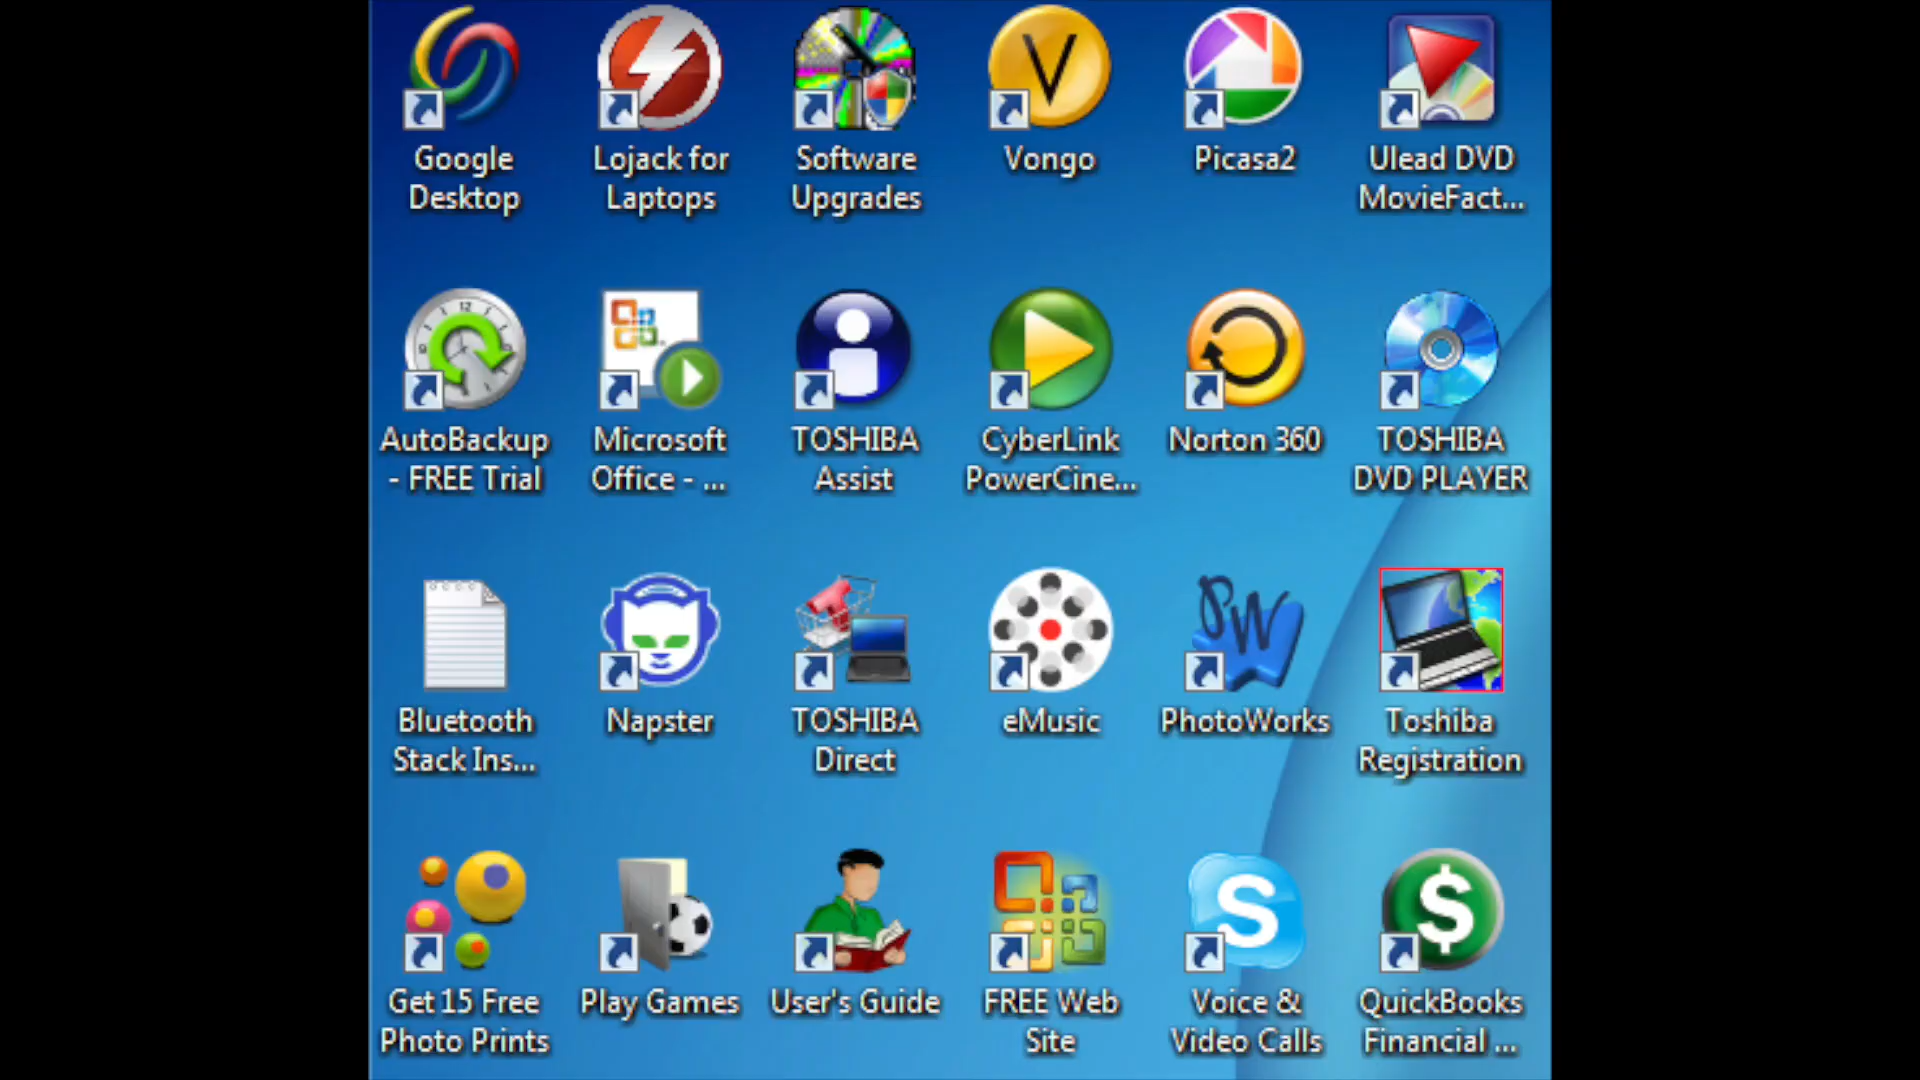 Google
Desktop
Lojack for
Laptops
Software
Upgrades
V
Vongo
Picasa2
Ulead DVD
MovieFact...
12
AutoBackup
- FREE Trial
Microsoft
Office - ...
TOSHIBA
Assist
CyberLink
PowerCine...
Norton 360
TOSHIBA
DVD PLAYER
Bluetooth
Stack Ins...
Napster
TOSHIBA
Direct
eMusic
PW
PhotoWorks
Toshiba
Registration
Get 15 Free
Photo Prints
Play Games
User's Guide
FREE Web
Site
S
Voice &
Video Calls
$
QuickBooks
Financial ...